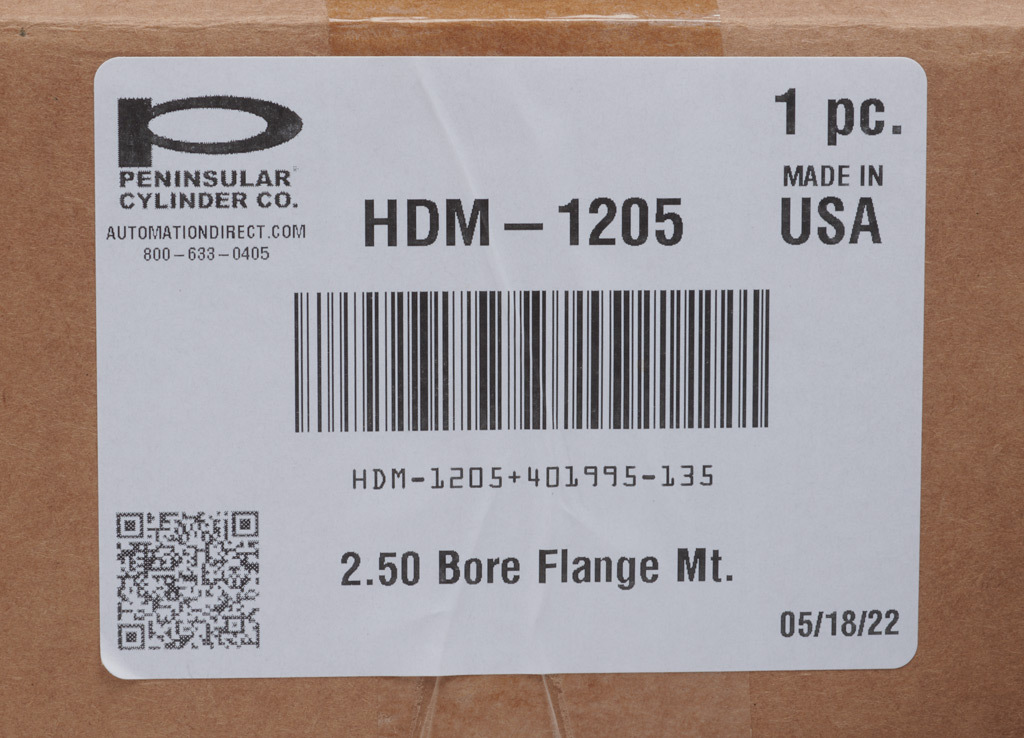 PENINSULAR
CYLINDER CO.
AUTOMATIONDIRECT.COM
800-633-0405
1 pc.
MADE IN
USA
HDM-1205
HDM-1205+401995-135
2.50 Bore Flange Mt.
05/18/22